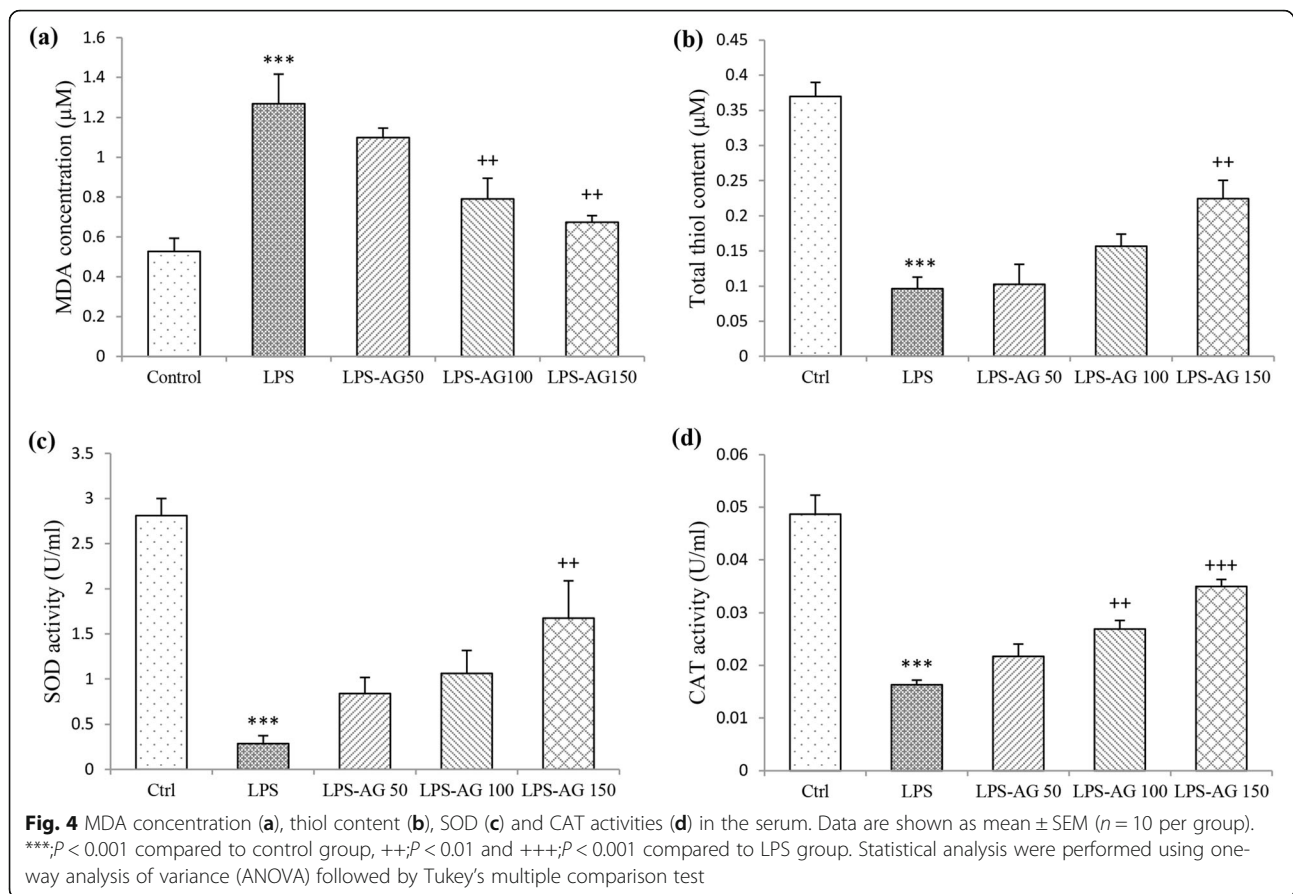 (a)
MDA concentration (µM)
1.6
1.4
1.2
1
0.8
0.6
0.4
0.2
0
***
++
++
Control LPS LPS-AG50 LPS-AG100 LPS-AG150
(b)
Total thiol content (µM)
0.45
0.4
0.35
0.3
0.25
0.2
0.15
0.1
0.05
0
***
++
Ctrl LPS LPS-AG 50 LPS-AG 100 LPS-AG 150
(c)
SOD activity (U/ml)
3.5
3
2.5
2
1.5
1
0.5
0
***
++
Ctrl LPS LPS-AG 50 LPS-AG 100 LPS-AG 150
(d)
CAT activity (U/ml)
0.06
0.05
0.04
0.03
0.02
0.01
0
***
++
+++
Ctrl LPS LPS-AG 50 LPS-AG 100 LPS-AG 150
Fig. 4 MDA concentration (a), thiol content (b), SOD (c) and CAT activities (d) in the serum. Data are shown as mean ± SEM (n = 10 per group).
***;P < 0.001 compared to control group, ++;P < 0.01 and +++;P < 0.001 compared to LPS group. Statistical analysis were performed using one-
way analysis of variance (ANOVA) followed by Tukey's multiple comparison test